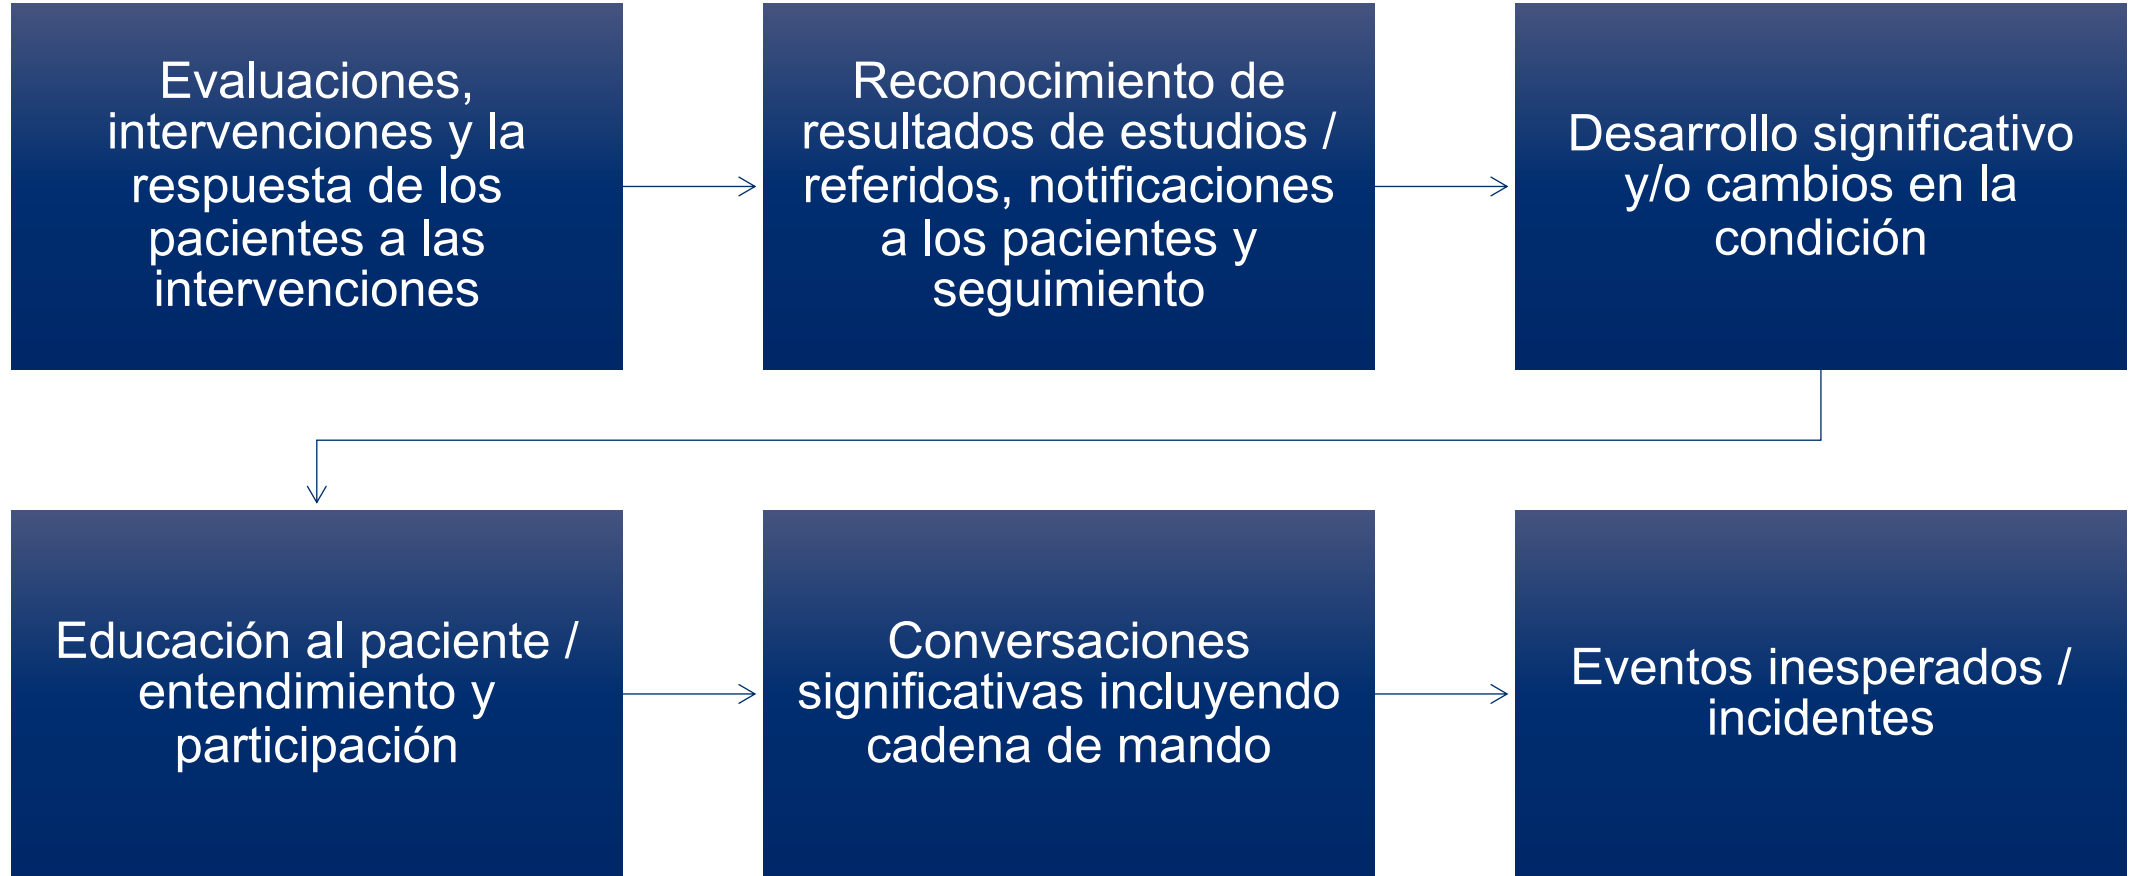 Evaluaciones,
intervenciones y la
respuesta de los
pacientes a las
intervenciones
Reconocimiento de
resultados de estudios /
referidos, notificaciones
a los pacientes y
seguimiento
Desarrollo significativo
y/o cambios en la
condición
Educación al paciente /
entendimiento y
participación
Conversaciones
significativas incluyendo
cadena de mando
Eventos inesperados /
incidentes